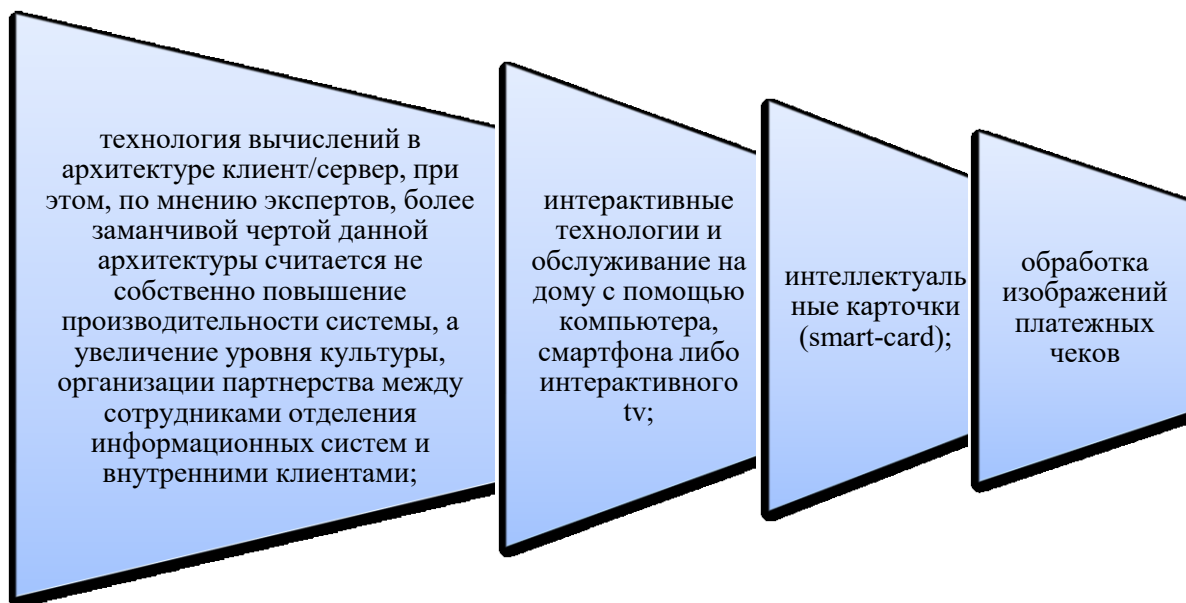 технология вычислений в
архитектуре клиент/сервер, при
этом, по мнению экспертов, более
заманчивой чертой данной
архитектуры считается не
собственно повышение
производительности системы, а
увеличение уровня культуры,
организации партнерства между
сотрудниками отделения
информационных систем и
внутренними клиентами;
интерактивные
технологии и
обслуживание на
дому с помощью
компьютера,
смартфона либо
интерактивного
tv;
интеллектуаль
ные карточки
(smart-card);
обработка
изображений
платежных
чеков